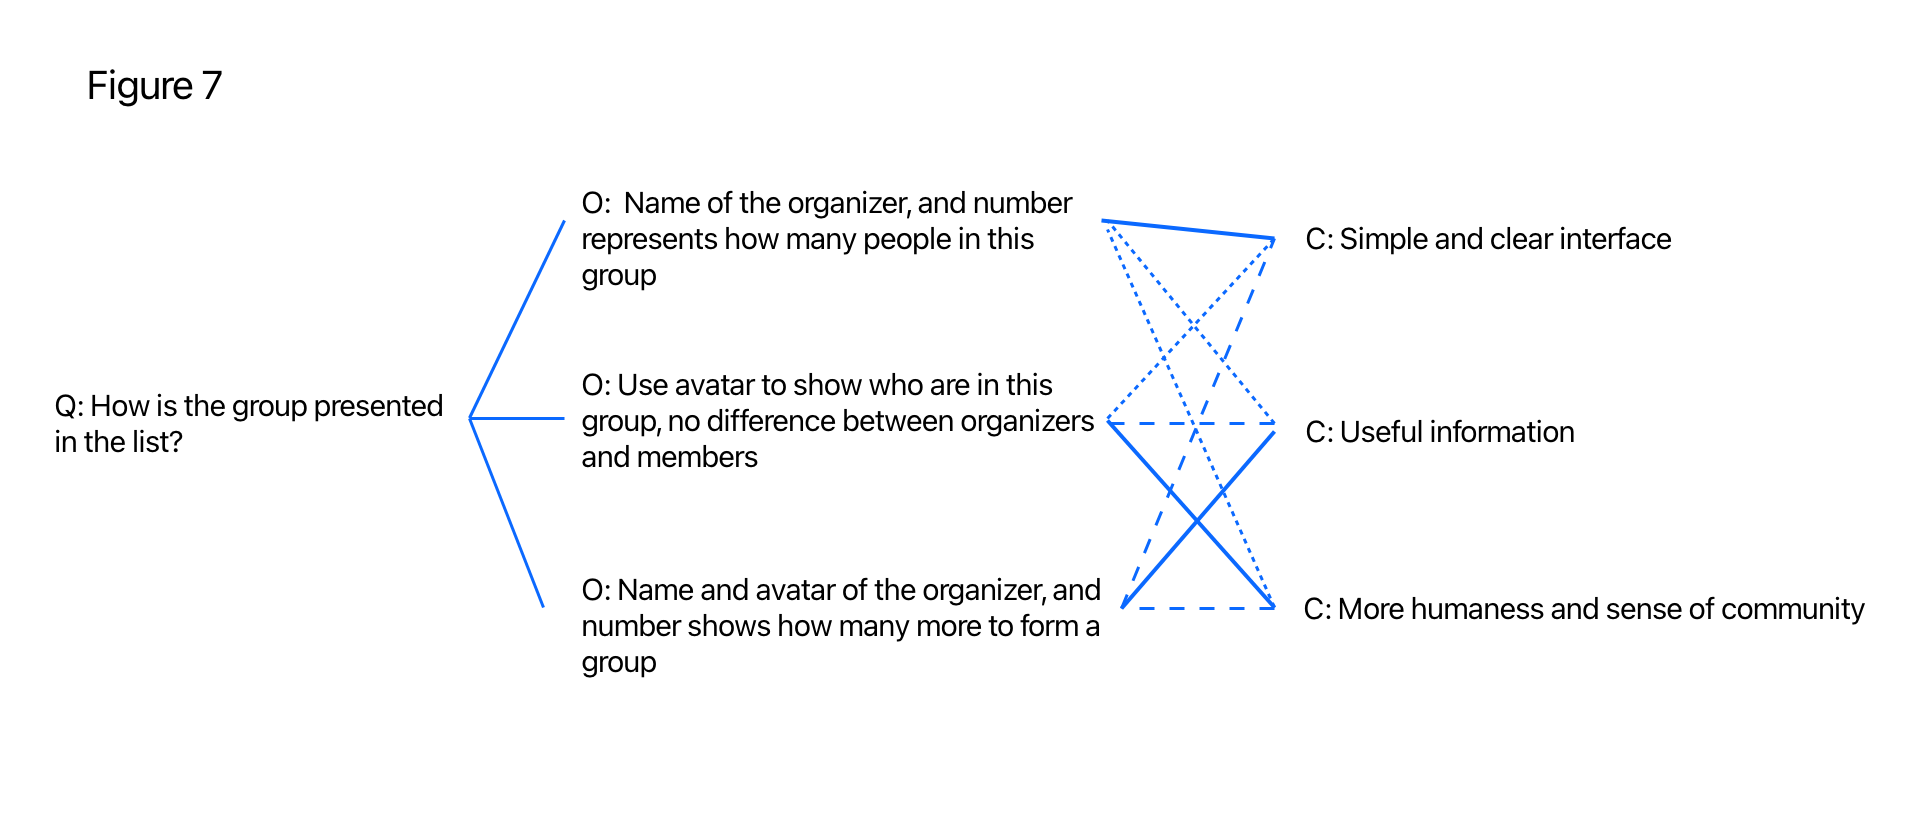 Figure 7
Q: How is the group presented
in the list?
O: Name of the organizer, and number
represents how many people in this
group
O: Use avatar to show who are in this
group, no difference between organizers
and members
O: Name and avatar of the organizer, and
number shows how many more to form a
group
C: Simple and clear interface
C: Useful information
C: More humaness and sense of community